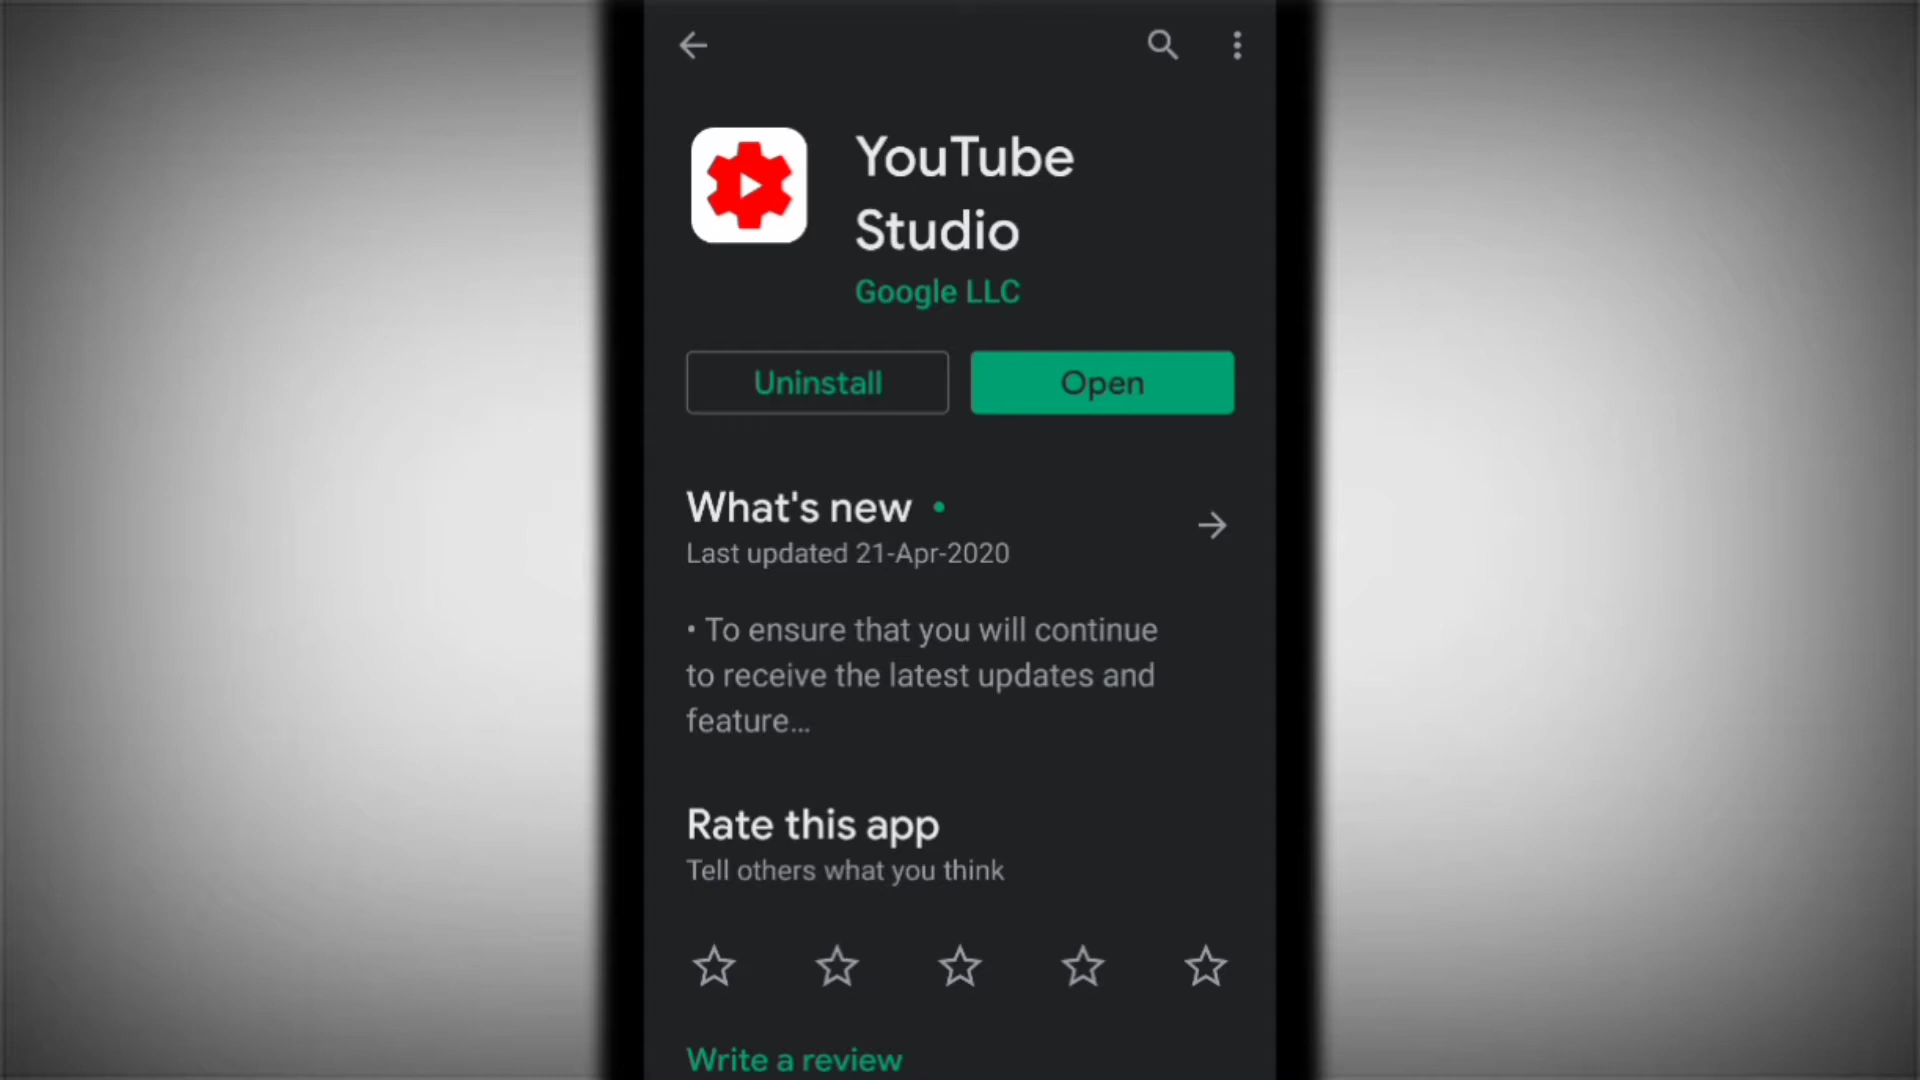 YouTube
Studio
Google LLC
Uninstall
Open
What's new •
Last updated 21-Apr-2020
• To ensure that you will continue
to receive the latest updates and
feature...
Rate this app
Tell others what you think
Write a review